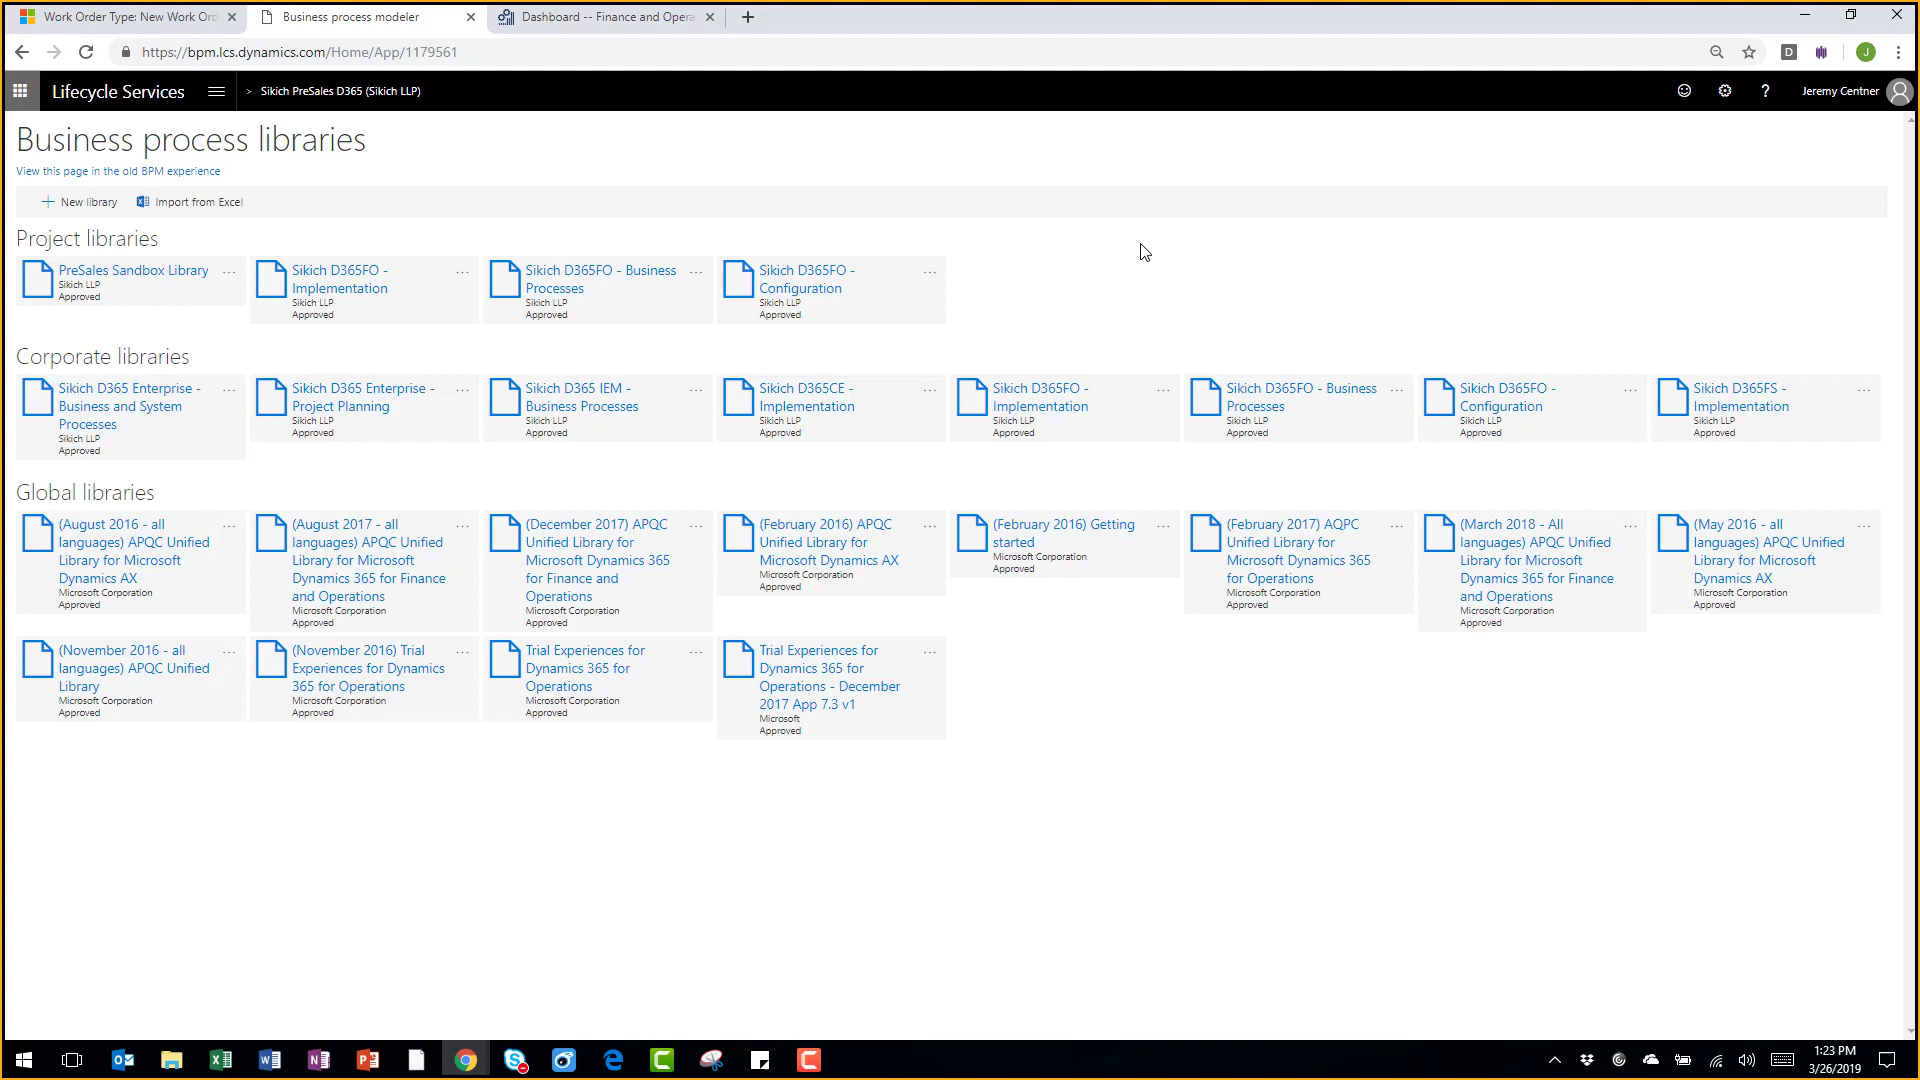 Work Order Type: New Work Ord
Business process modeler
Dashboard -- Finance and Opera
https://bpm.lcs.dynamics.com/Home/App/1179561
D
J
Lifecycle Services
> Sikich PreSales D365 (Sikich LLP)
?
Jeremy Centner
Business process libraries
View this page in the old BPM experience
New library
Import from Excel
Project libraries
PreSales Sandbox Library
Sikich LLP
Approved
Sikich D365FO -
Implementation
Sikich LLP
Approved
Sikich D365FO - Business
Processes
Sikich LLP
Approved
Sikich D365FO -
Configuration
Sikich LLP
Approved
Corporate libraries
Sikich D365 Enterprise -
Business and System
Processes
Sikich LLP
Approved
Sikich D365 Enterprise -
Project Planning
Sikich LLP
Approved
Sikich D365 IEM -
Business Processes
Sikich LLP
Approved
Sikich D365CE -
Implementation
Sikich LLP
Approved
Sikich D365FO -
Implementation
Sikich LLP
Approved
Sikich D365FO - Business
Processes
Sikich LLP
Approved
Sikich D365FO -
Configuration
Sikich LLP
Approved
Sikich D365FS -
Implementation
Sikich LLP
Approved
Global libraries
(August 2016 - all
languages) APQC Unified
Library for Microsoft
Dynamics AX
Microsoft Corporation
Approved
(August 2017 - all
languages) APQC Unified
Library for Microsoft
Dynamics 365 for Finance
and Operations
Microsoft Corporation
Approved
(December 2017) APQC
Unified Library for
Microsoft Dynamics 365
for Finance and
Operations
Microsoft Corporation
Approved
(February 2016) APQC
Unified Library for
Microsoft Dynamics AX
Microsoft Corporation
Approved
(February 2016) Getting
started
Microsoft Corporation
Approved
(February 2017) AQPC
Unified Library for
Microsoft Dynamics 365
for Operations
Microsoft Corporation
Approved
(March 2018 - All
languages) APQC Unified
Library for Microsoft
Dynamics 365 for Finance
and Operations
Microsoft Corporation
Approved
(May 2016 - all
languages) APQC Unified
Library for Microsoft
Dynamics AX
Microsoft Corporation
Approved
(November 2016 - all
languages) APQC Unified
Library
Microsoft Corporation
Approved
(November 2016) Trial
Experiences for Dynamics
365 for Operations
Microsoft Corporation
Approved
Trial Experiences for
Dynamics 365 for
Operations
Microsoft Corporation
Approved
Trial Experiences for
Dynamics 365 for
Operations - December
2017 App 7.3 v1
Microsoft
Approved
1:23 PM
3/26/2019